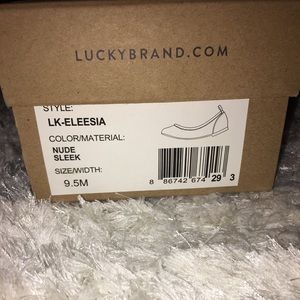 LUCKYBRAND.COM
STYLE:
LK-ELEESIA
COLOR/MATERIAL:
NUDE
SLEEK
SIZE/WIDTH:
9.5M
8 86742 674 29 3